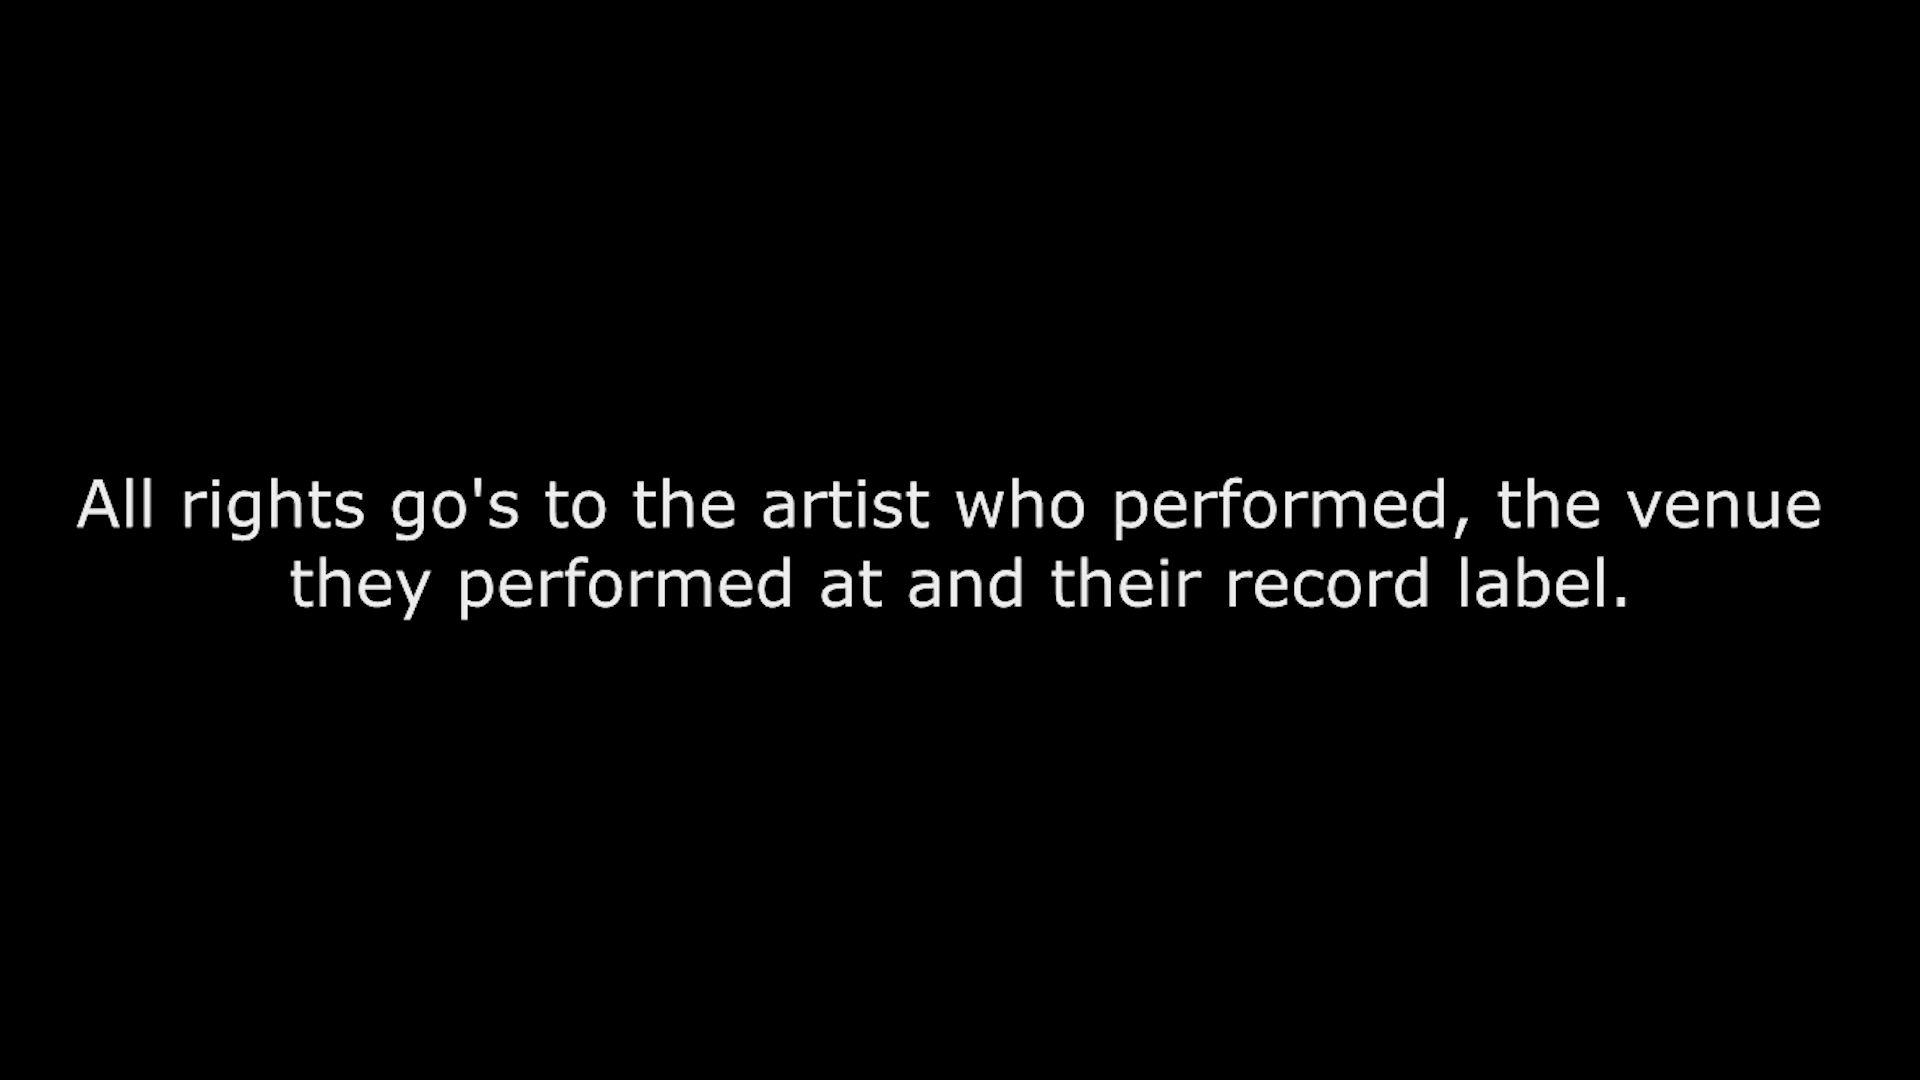 All rights go's to the artist who performed, the venue
they performed at and their record label.